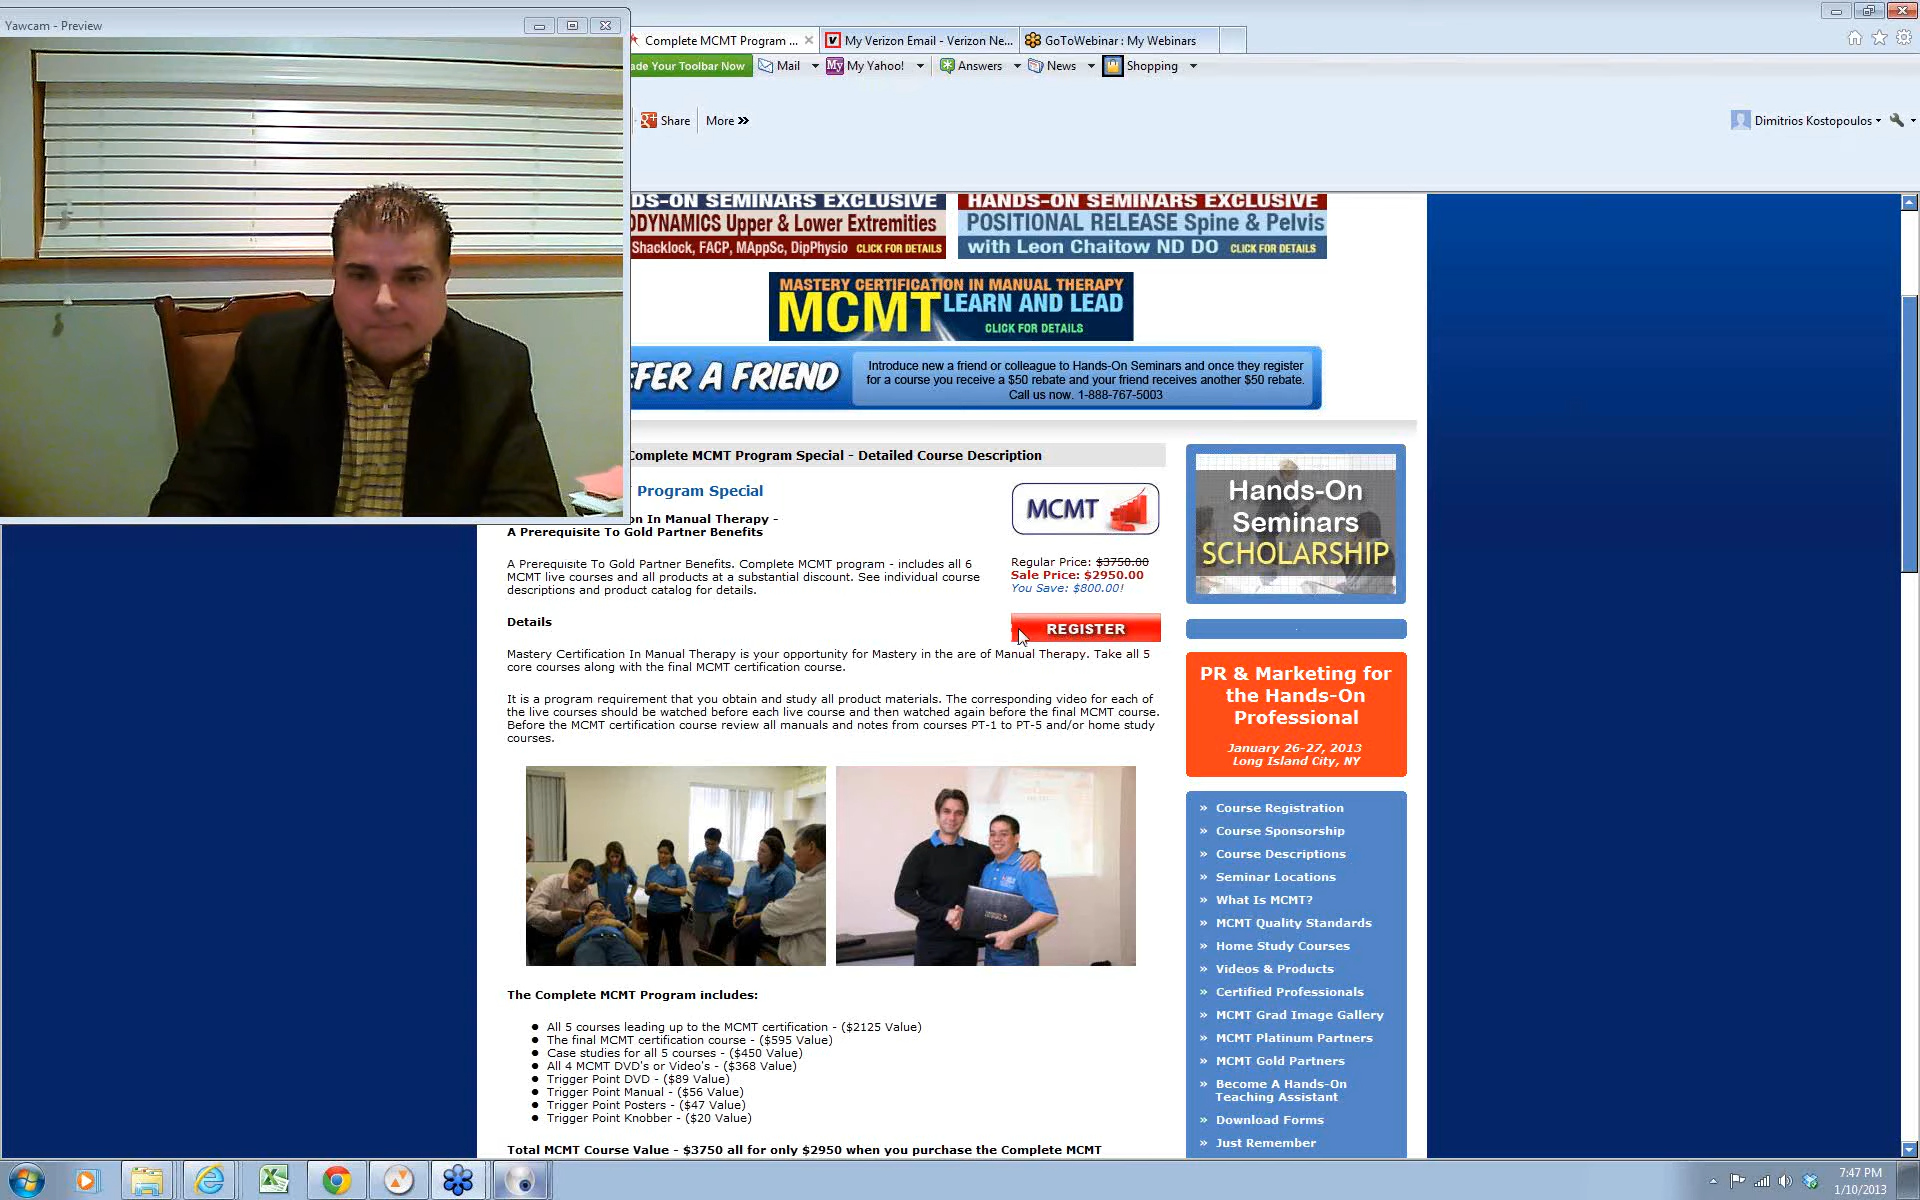 Yawcam - Preview
Complete MCMT Program ...
My Verizon Email - Verizon Ne...
GoToWebinar : My Webinars
ade Your Toolbar Now
Mail
My Yahoo!
Answers
News
Shopping
Share
More »
Dimitrios Kostopoulos
DS-ON SEMINARS EXCLUSIVE
ODYNAMICS Upper & Lower Extremities
Shacklock, FACP, MAppSc, DipPhysio CLICK FOR DETAILS
HANDS-ON SEMINARS EXCLUSIVE
POSITIONAL RELEASE Spine & Pelvis
with Leon Chaitow ND DO CLICK FOR DETAILS
MASTERY CERTIFICATION IN MANUAL THERAPY
MCMT LEARN AND LEAD
CLICK FOR DETAILS
FER A FRIEND
Introduce new a friend or colleague to Hands-On Seminars and once they register
for a course you receive a $50 rebate and your friend receives another $50 rebate.
Call us now. 1-888-767-5003
Complete MCMT Program Special - Detailed Course Description
Program Special
on In Manual Therapy -
A Prerequisite To Gold Partner Benefits
A Prerequisite To Gold Partner Benefits. Complete MCMT program - includes all 6
MCMT live courses and all products at a substantial discount. See individual course
descriptions and product catalog for details.
MCMT
Regular Price: $3750.00
Sale Price: $2950.00
You Save: $800.00!
REGISTER
Details
Mastery Certification In Manual Therapy is your opportunity for Mastery in the are of Manual Therapy. Take all 5
core courses along with the final MCMT certification course.
It is a program requirement that you obtain and study all product materials. The corresponding video for each of
the live courses should be watched before each live course and then watched again before the final MCMT course.
Before the MCMT certification course review all manuals and notes from courses PT-1 to PT-5 and/or home study
courses.
The Complete MCMT Program includes:
All 5 courses leading up to the MCMT certification - ($2125 Value)
The final MCMT certification course - ($595 Value)
Case studies for all 5 courses - ($450 Value)
All 4 MCMT DVD's or Video's - ($368 Value)
Trigger Point DVD - ($89 Value)
Trigger Point Manual - ($56 Value)
Trigger Point Posters - ($47 Value)
Trigger Point Knobber - ($20 Value)
Total MCMT Course Value - $3750 all for only $2950 when you purchase the Complete MCMT
Hands-On
Seminars
SCHOLARSHIP
PR & Marketing for
the Hands-On
Professional
January 26-27, 2013
Long Island City, NY
» Course Registration
» Course Sponsorship
» Course Descriptions
» Seminar Locations
» What Is MCMT?
» MCMT Quality Standards
» Home Study Courses
» Videos & Products
» Certified Professionals
» MCMT Grad Image Gallery
» MCMT Platinum Partners
» MCMT Gold Partners
» Become A Hands-On
Teaching Assistant
» Download Forms
» Just Remember
7:47 PM
1/10/2013